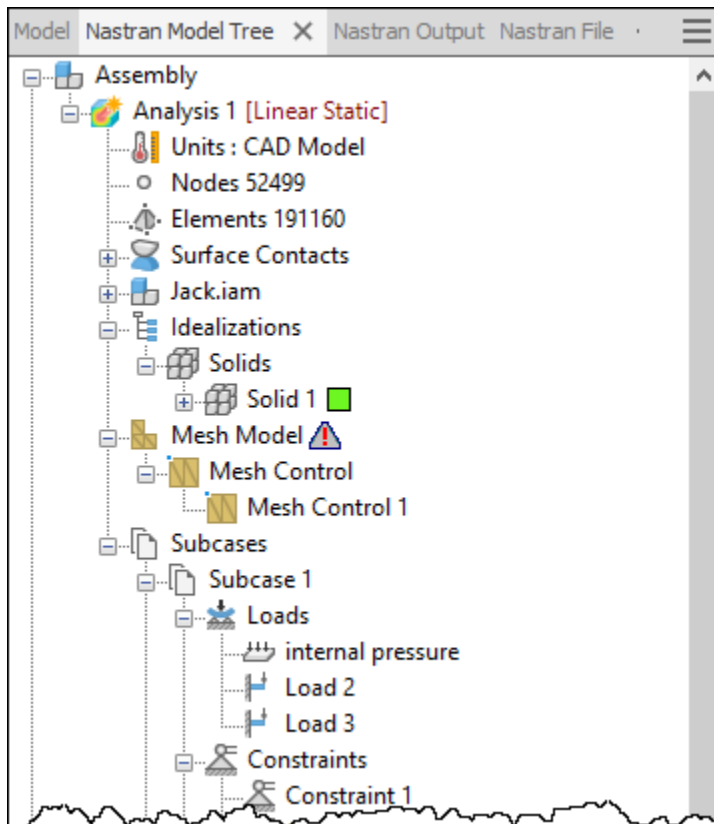 Model Nastran Model Tree Nastran Output Nastran File
Assembly
Analysis 1 [Linear Static]
Units : CAD Model
Nodes 52499
Elements 191160
Surface Contacts
Jack.iam
Idealizations
Solids
Solid 1
Mesh Model
Mesh Control
Mesh Control 1
Subcases
Subcase 1
Loads
internal pressure
Load 2
Load 3
Constraints
Constraint 1